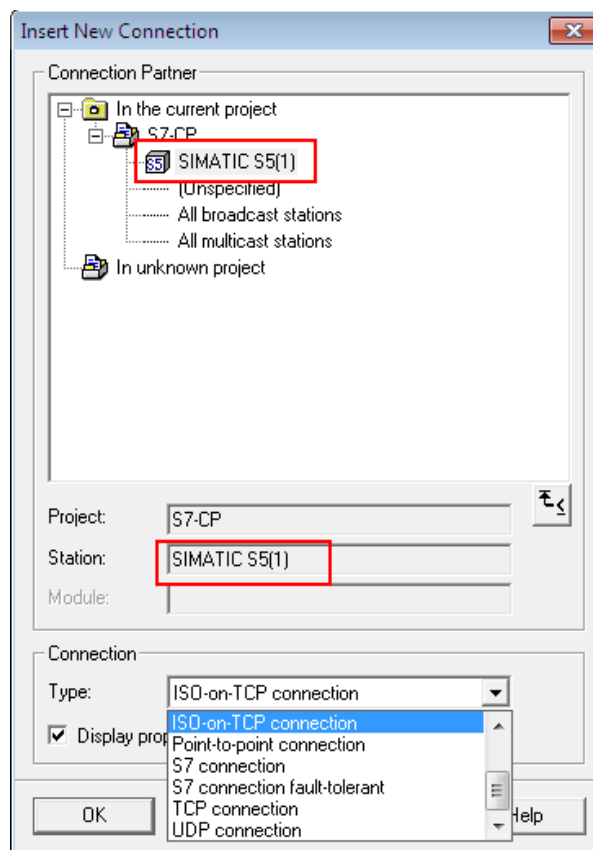 Insert New Connection
Connection Partner
In the current project
S7-CP
S5 SIMATIC S5(1)
(Unspecified)
All broadcast stations
All multicast stations
In unknown project
Project: S7-CP
Station: SIMATIC S5(1)
Module:
Connection
Type: ISO-on-TCP connection
ISO-on-TCP connection
Display prop
Point-to-point connection
S7 connection
S7 connection fault-tolerant
TCP connection
UDP connection
OK
Help